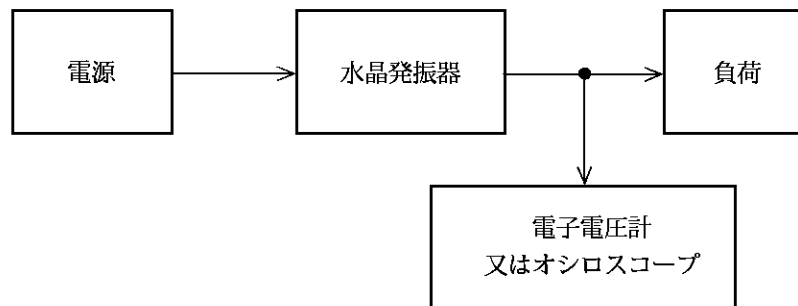 電源
水晶発振器
負荷
電子電圧計
又はオシロスコープ